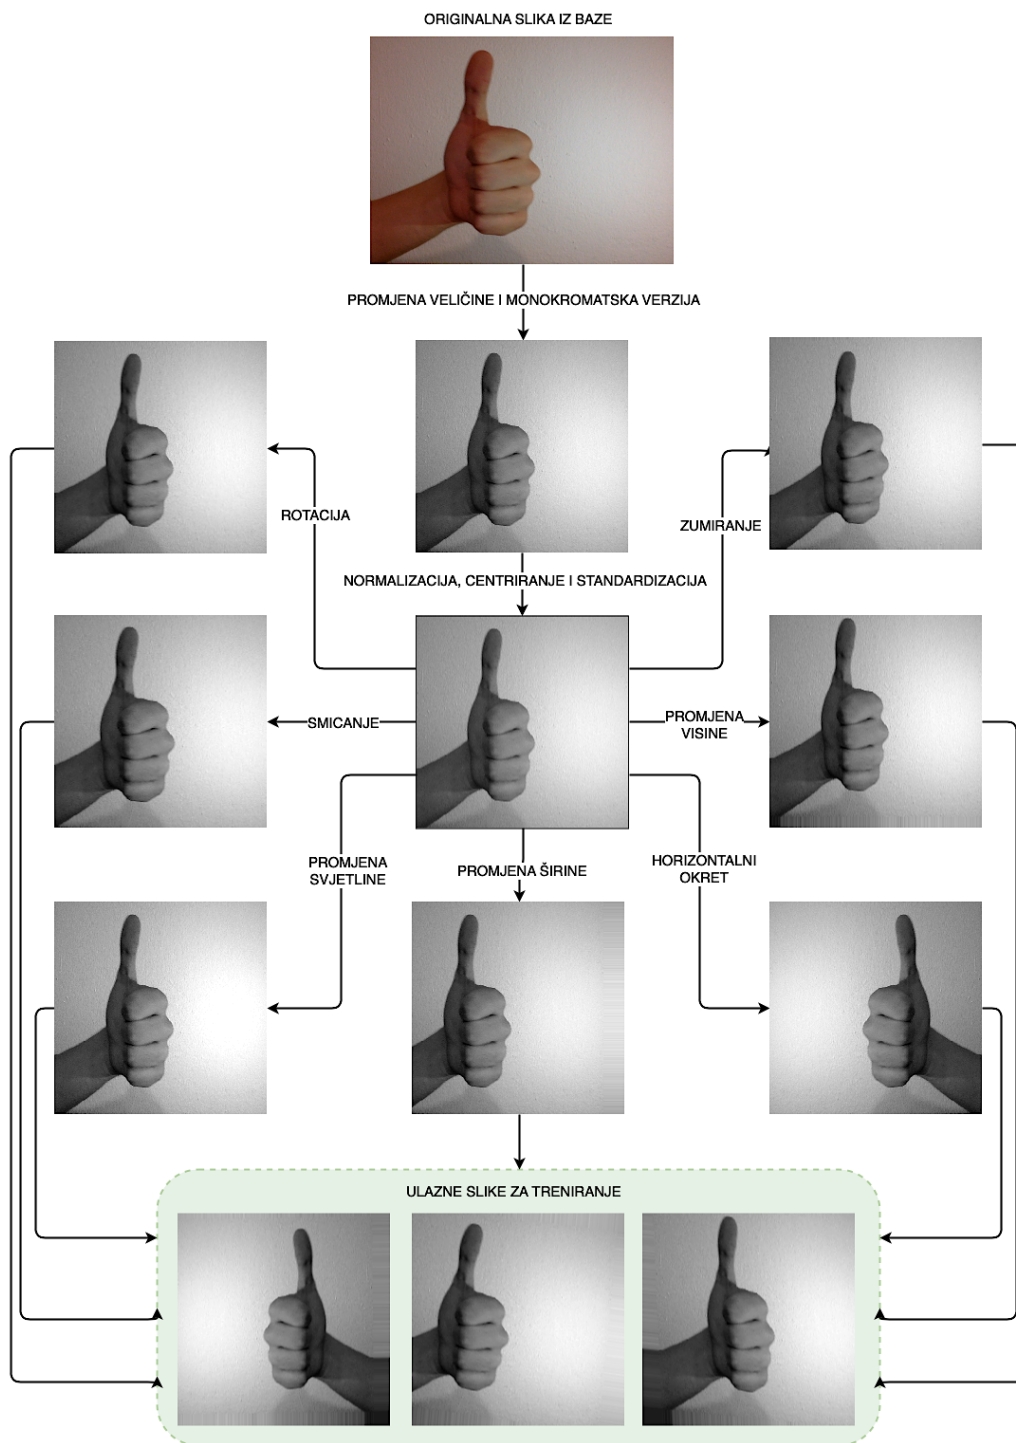 ORIGINALNA SLIKA IZ BAZE
PROMJENA VELIČINE I MONOKROMATSKA VERZIJA
ROTACIJA
ZUMIRANJE
NORMALIZACIJA, CENTRIRANJE I STANDARDIZACIJA
SMICANJE
PROMJENA
VISINE
PROMJENA
SVJETLINE
PROMJENA ŠIRINE
HORIZONTALNI
OKRET
ULAZNE SLIKE ZA TRENIRANJE